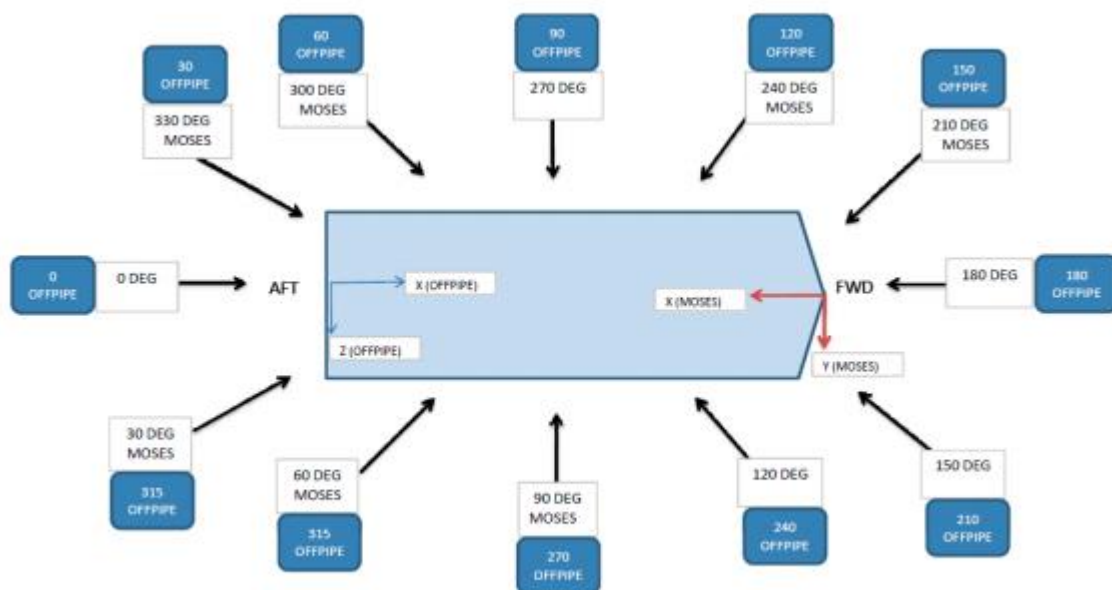 30
OFFPIPE
330 DEG
MOSES
60
OFFPIPE
300 DEG
MOSES
90
OFFPIPE
270 DEG
120
OFFPIPE
240 DEG
MOSES
150
OFFPIPE
210 DEG
MOSES
0
OFFPIPE
0 DEG
AFT
X (OFFPIPE)
Z (OFFPIPE)
X (MOSES)
FWD
Y (MOSES)
180 DEG
180
OFFPIPE
30 DEG
MOSES
315
OFFPIPE
60 DEG
MOSES
315
OFFPIPE
90 DEG
MOSES
270
OFFPIPE
120 DEG
240
OFFPIPE
150 DEG
210
OFFPIPE